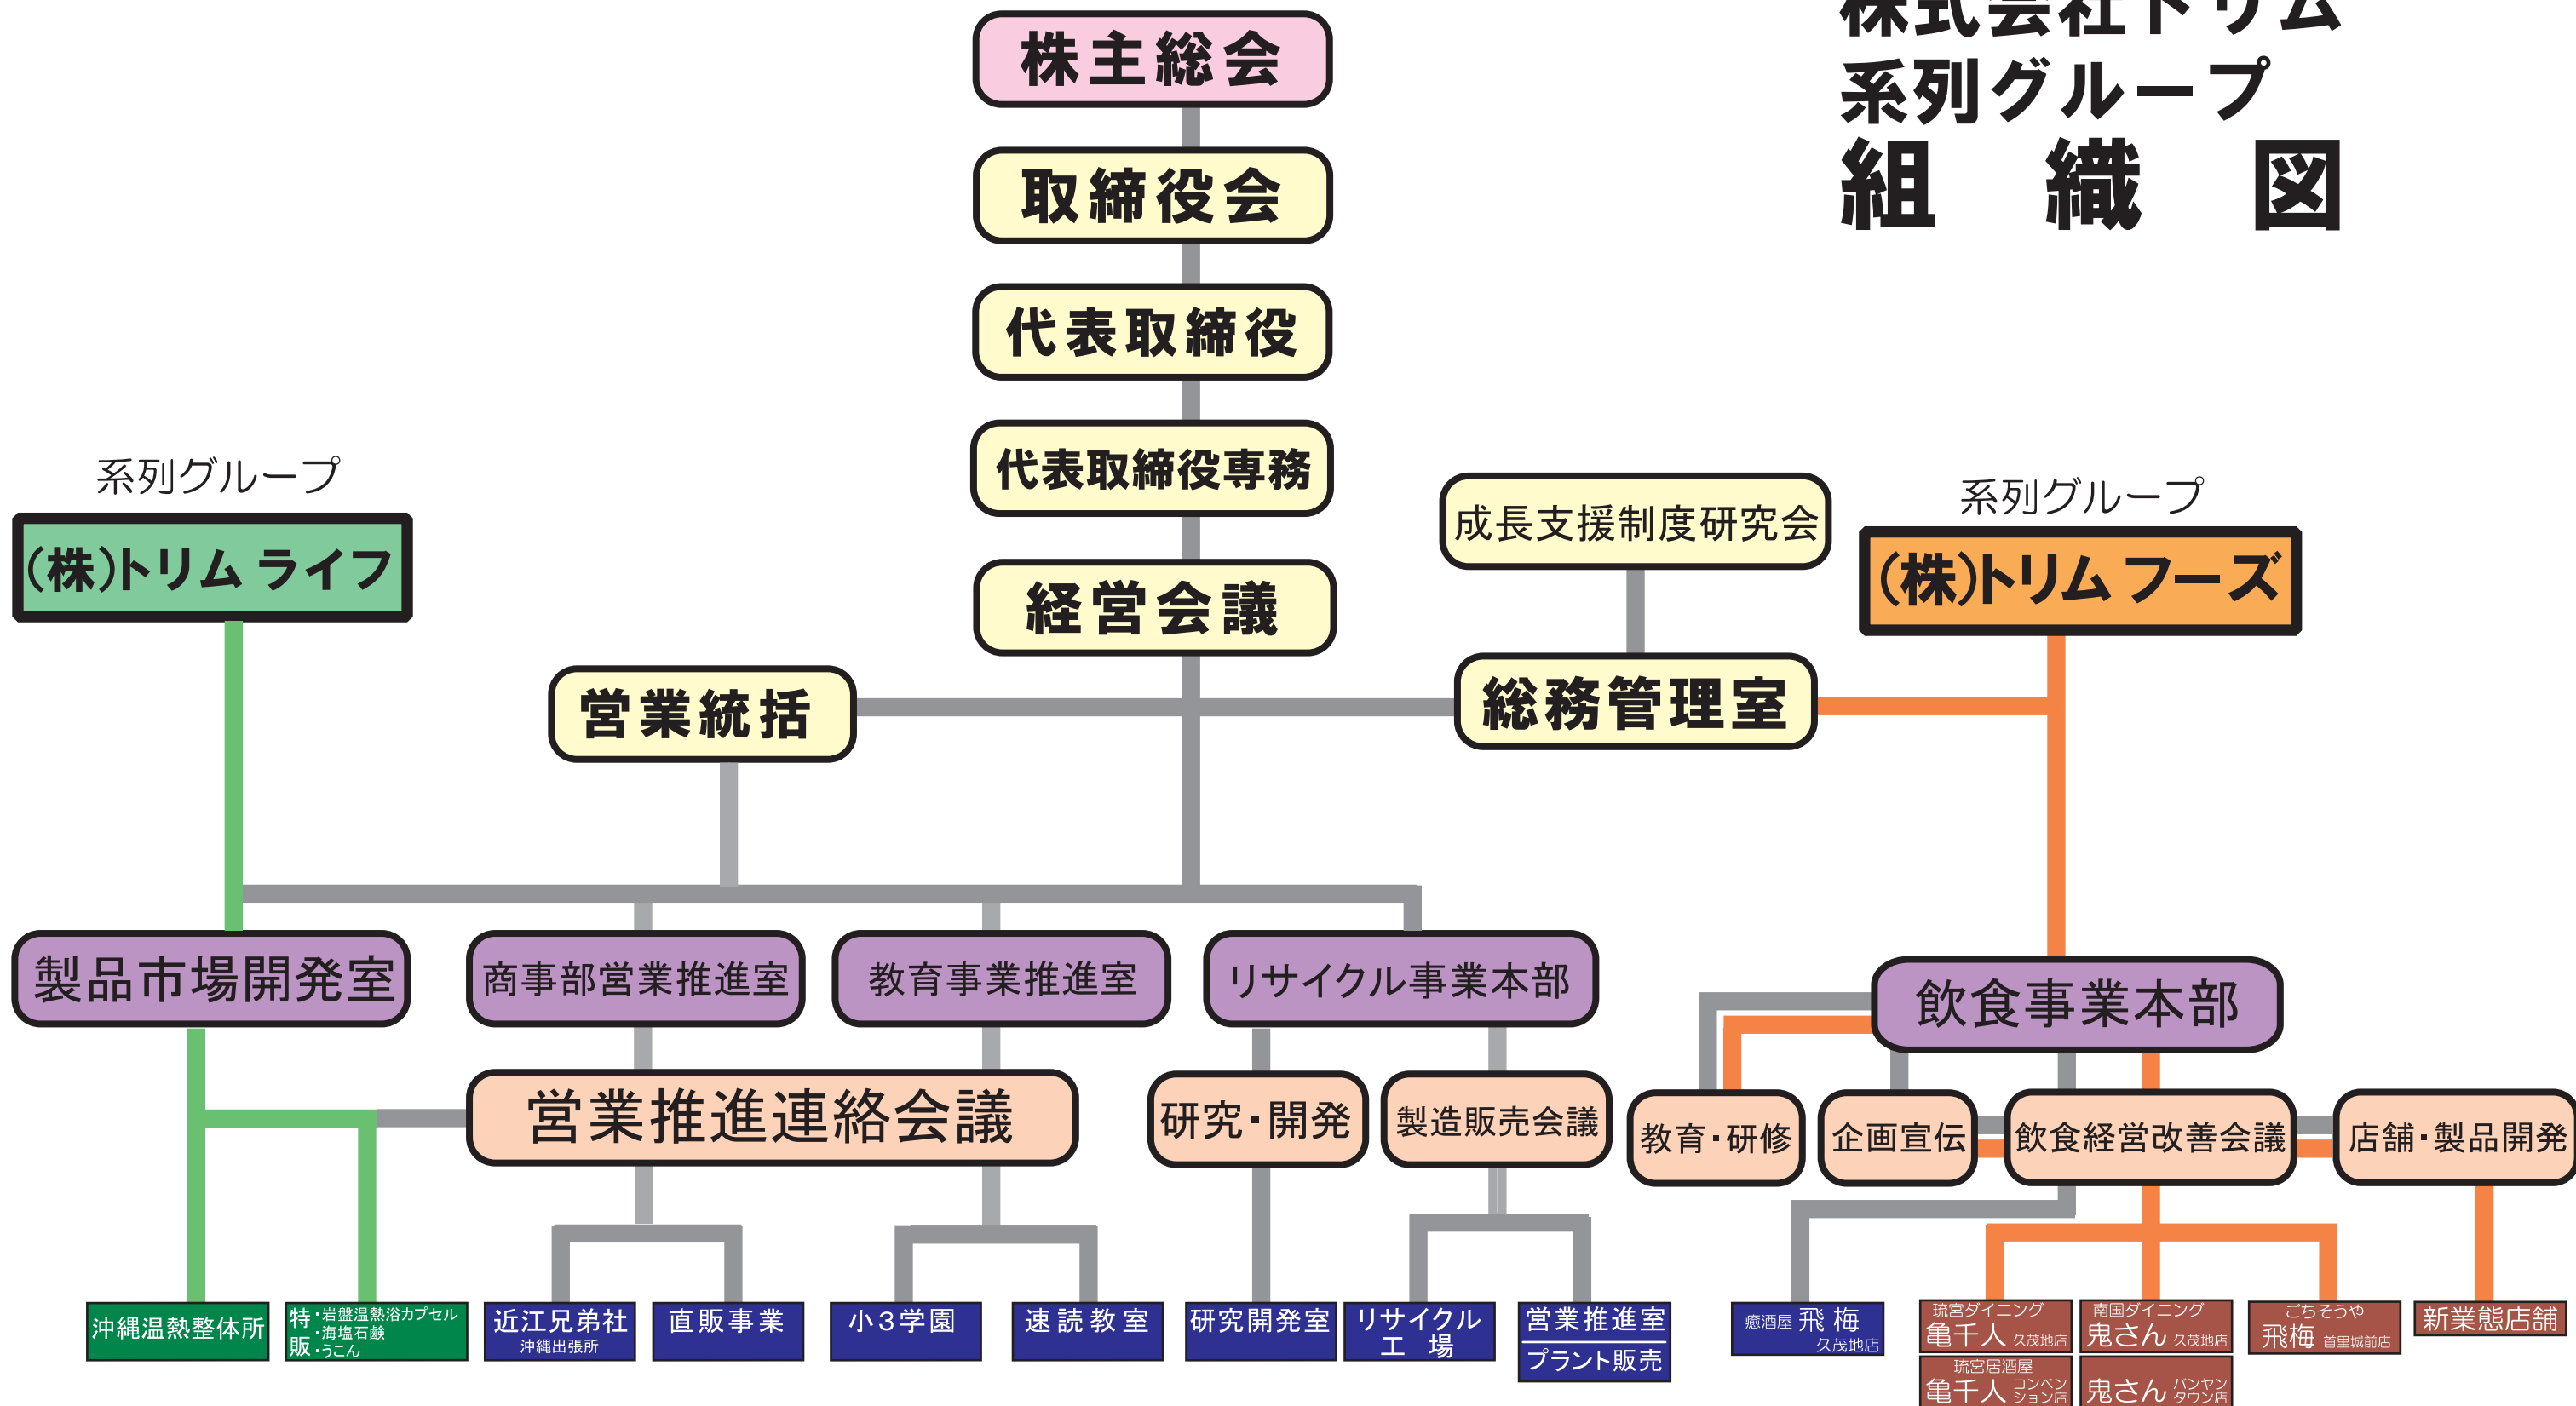 株式会社トリム
系列グループ
組織図
株主総会
取締役会
代表取締役
代表取締役専務
経営会議
系列グループ
(株)トリム ライフ
成長支援制度研究会
系列グループ
(株)トリム フーズ
営業統括
総務管理室
製品市場開発室
商事部営業推進室
教育事業推進室
リサイクル事業本部
飲食事業本部
営業推進連絡会議
研究・開発
製造販売会議
教育・研修
企画宣伝
飲食経営改善会議
店舗・製品開発
沖縄温熱整体所
特販
・岩盤温熱浴カプセル
・海塩石鹸
・うこん
近江兄弟社
沖縄出張所
直販事業
小3学園
速読教室
研究開発室
リサイクル
工場
営業推進室
プラント販売
癒酒屋 飛梅
久茂地店
琉宮ダイニング
亀千人 久茂地店
琉宮居酒屋
亀千人 コンベンション店
南国ダイニング
鬼さん 久茂地店
鬼さん バンヤンタウン店
ごちそうや
飛梅 首里城前店
新業態店舗